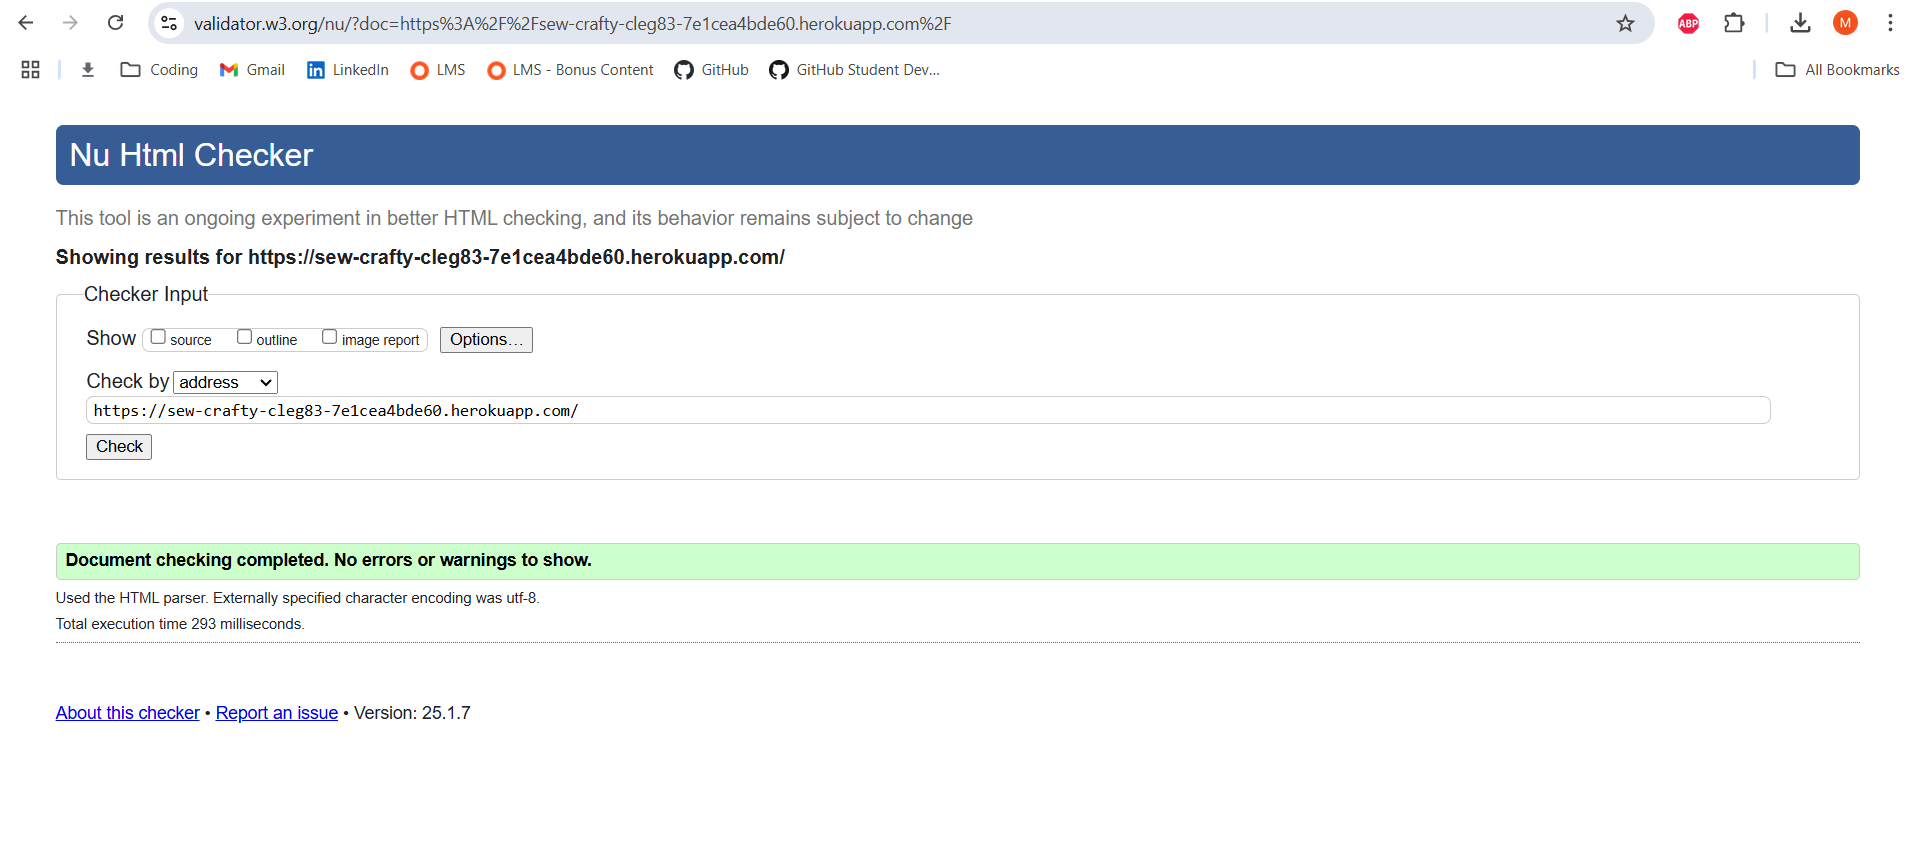 validator.w3.org/nu/?doc=https%3A%2F%2Fsew-crafty-cleg83-7e1cea4bde60.herokuapp.com%2F
ABP
M
Coding
Gmail
in LinkedIn
LMS
LMS - Bonus Content
GitHub
GitHub Student Dev...
All Bookmarks
Nu Html Checker
This tool is an ongoing experiment in better HTML checking, and its behavior remains subject to change
Showing results for https://sew-crafty-cleg83-7e1cea4bde60.herokuapp.com/
Checker Input
Show source outline image report Options...
Check by address
https://sew-crafty-cleg83-7e1cea4bde60.herokuapp.com/
Check
Document checking completed. No errors or warnings to show.
Used the HTML parser. Externally specified character encoding was utf-8.
Total execution time 293 milliseconds.
About this checker • Report an issue • Version: 25.1.7